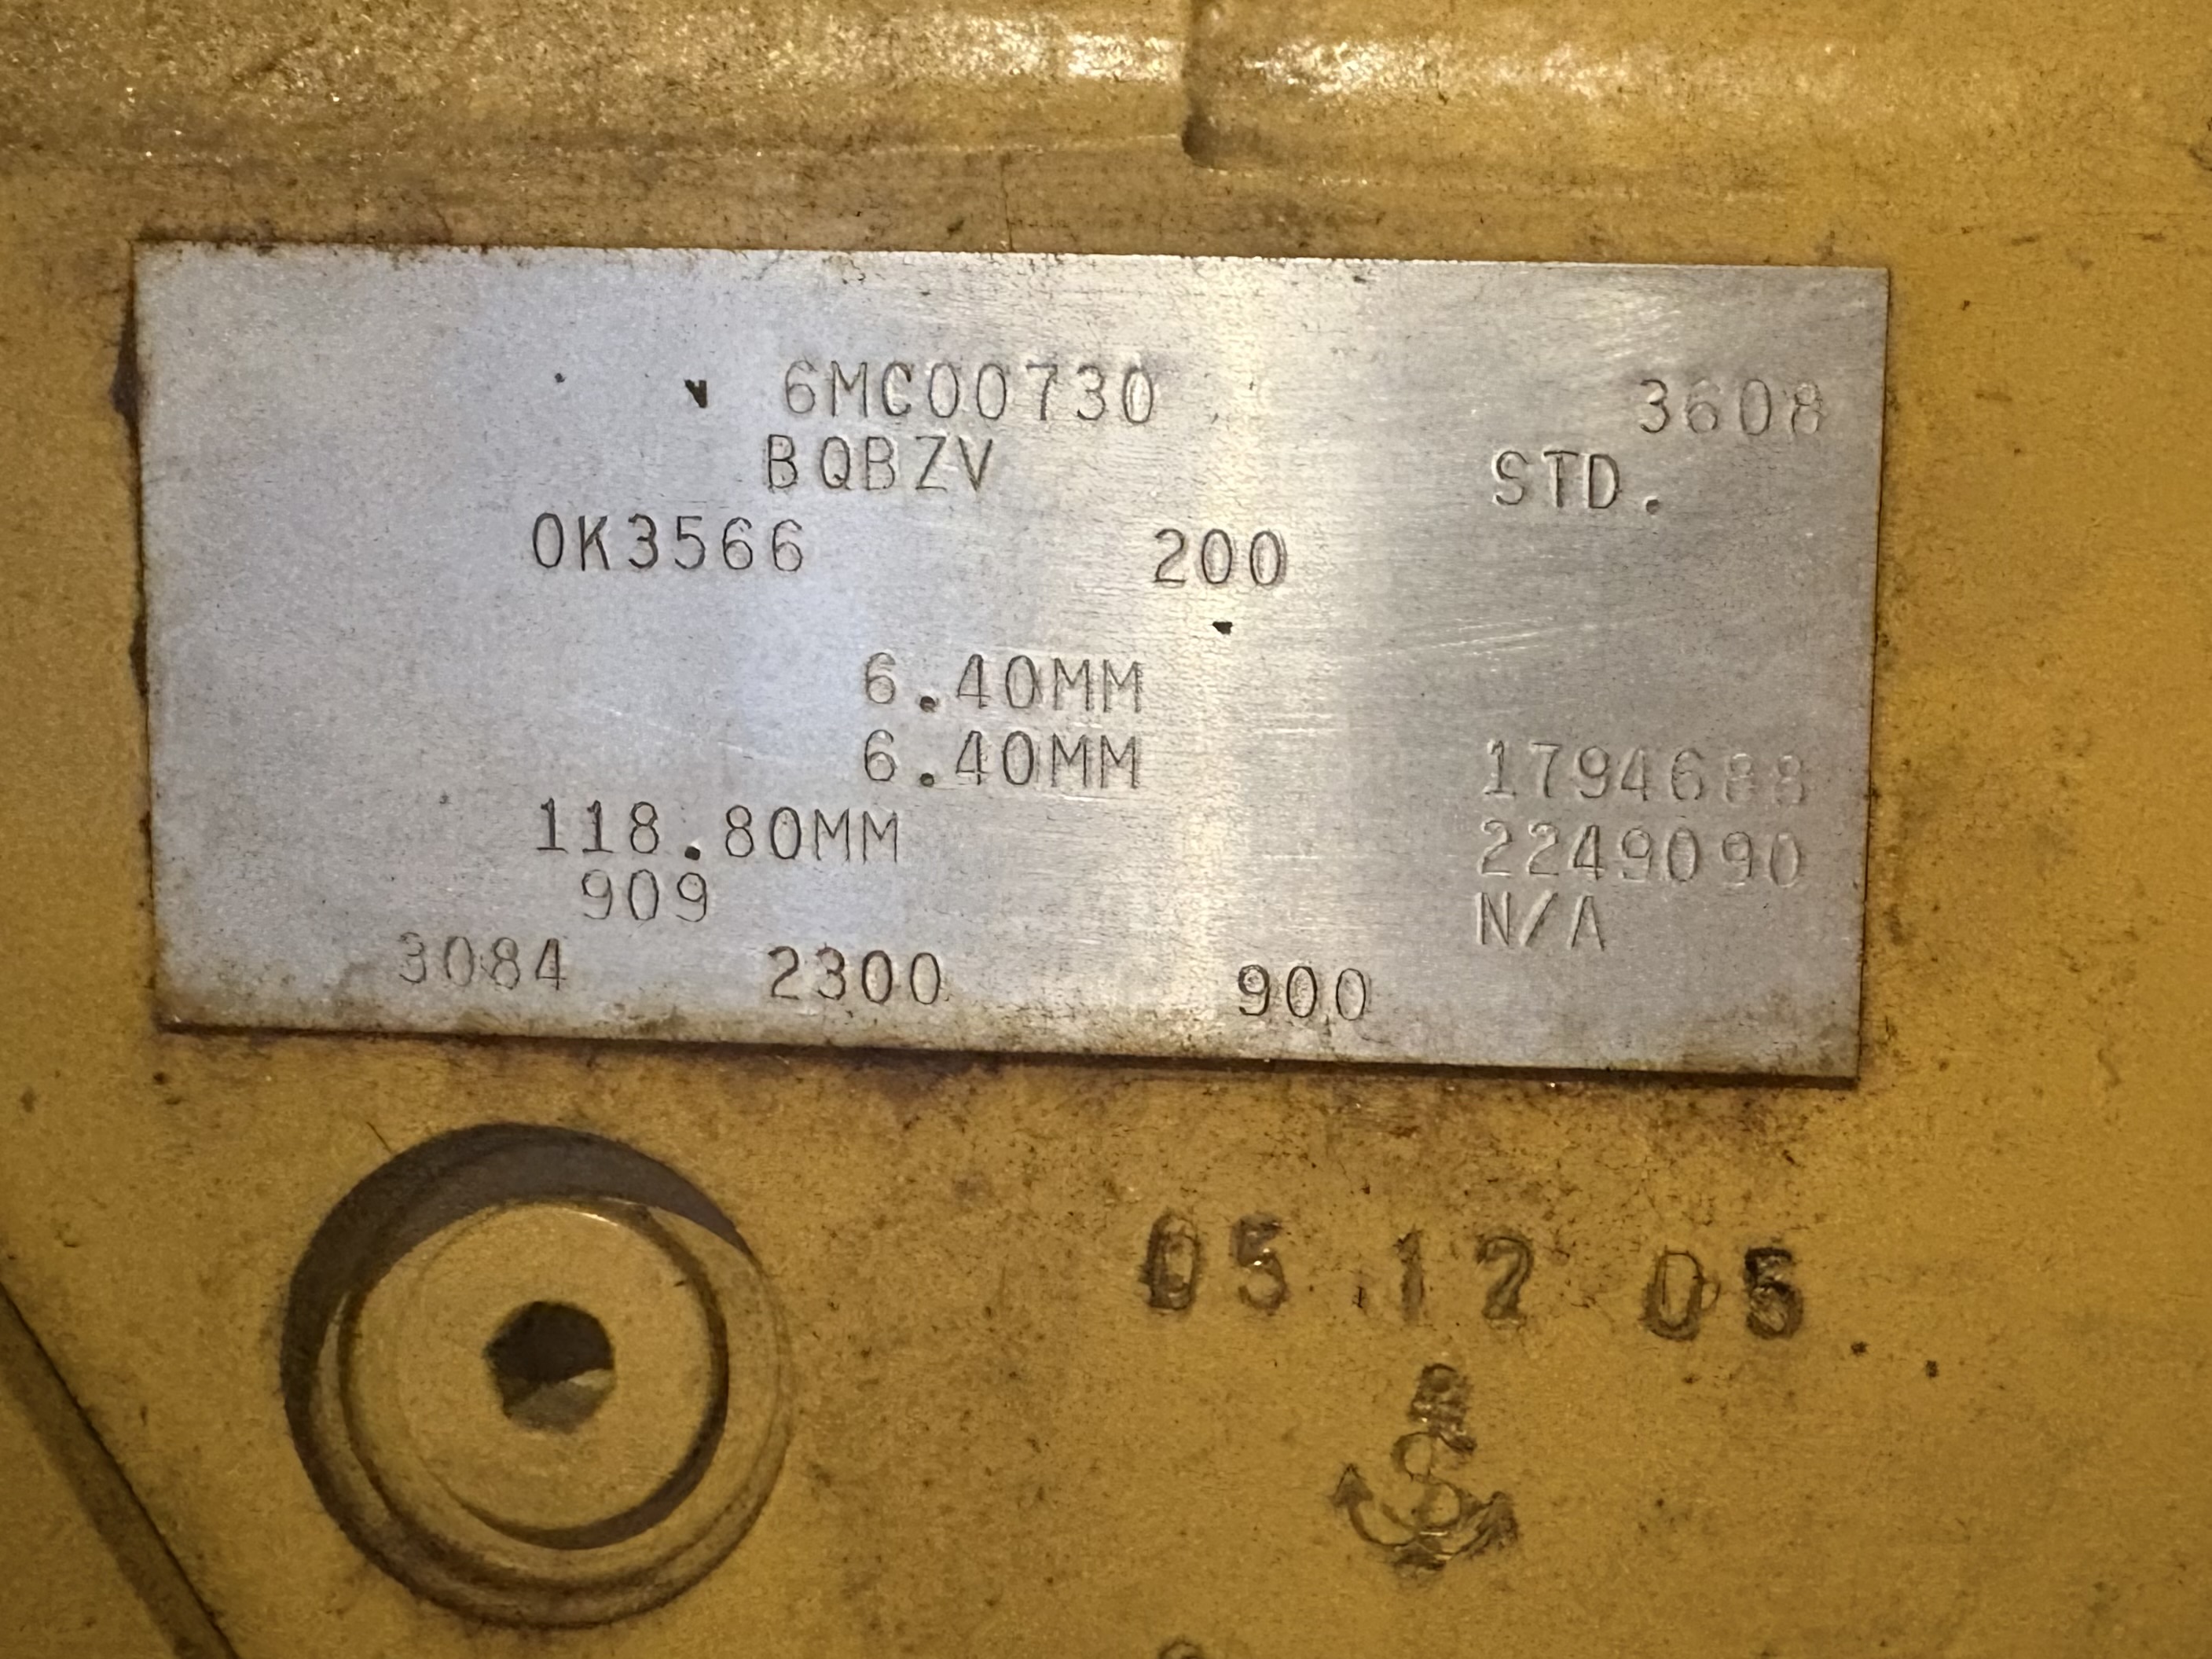 6MC00730 3608
BQBZV STD.
0K3566 200
6.40MM
6.40MM 1794688
118.80MM 2249090
909 N/A
3084 2300 900
05 12 05
S